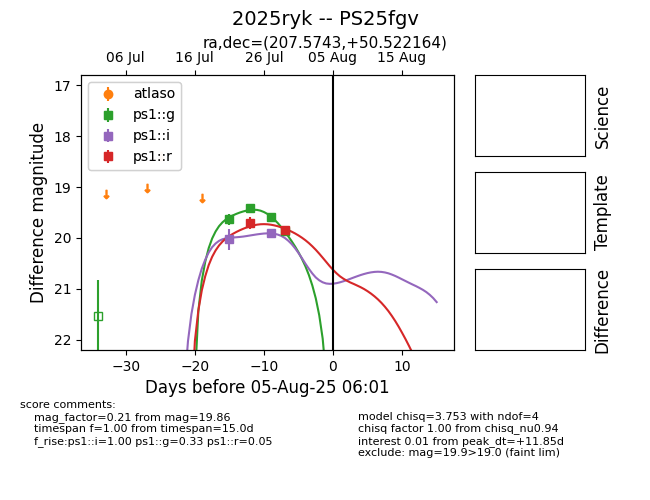 2025ryk -- PS25fgv
ra,dec=(207.5743,+50.522164)
06 Jul 16 Jul 26 Jul 05 Aug 15 Aug
atlaso
ps1::g
ps1::i
ps1::r
17
18
19
20
21
22
Difference magnitude
−30 −20 −10 0 10
Days before 05-Aug-25 06:01
Science
Template
Difference
score comments:
mag_factor=0.21 from mag=19.86
timespan f=1.00 from timespan=15.0d
f_rise:ps1::i=1.00 ps1::g=0.33 ps1::r=0.05
model chisq=3.753 with ndof=4
chisq factor 1.00 from chisq_nu0.94
interest 0.01 from peak_dt=+11.85d
exclude: mag=19.9>19.0 (faint lim)